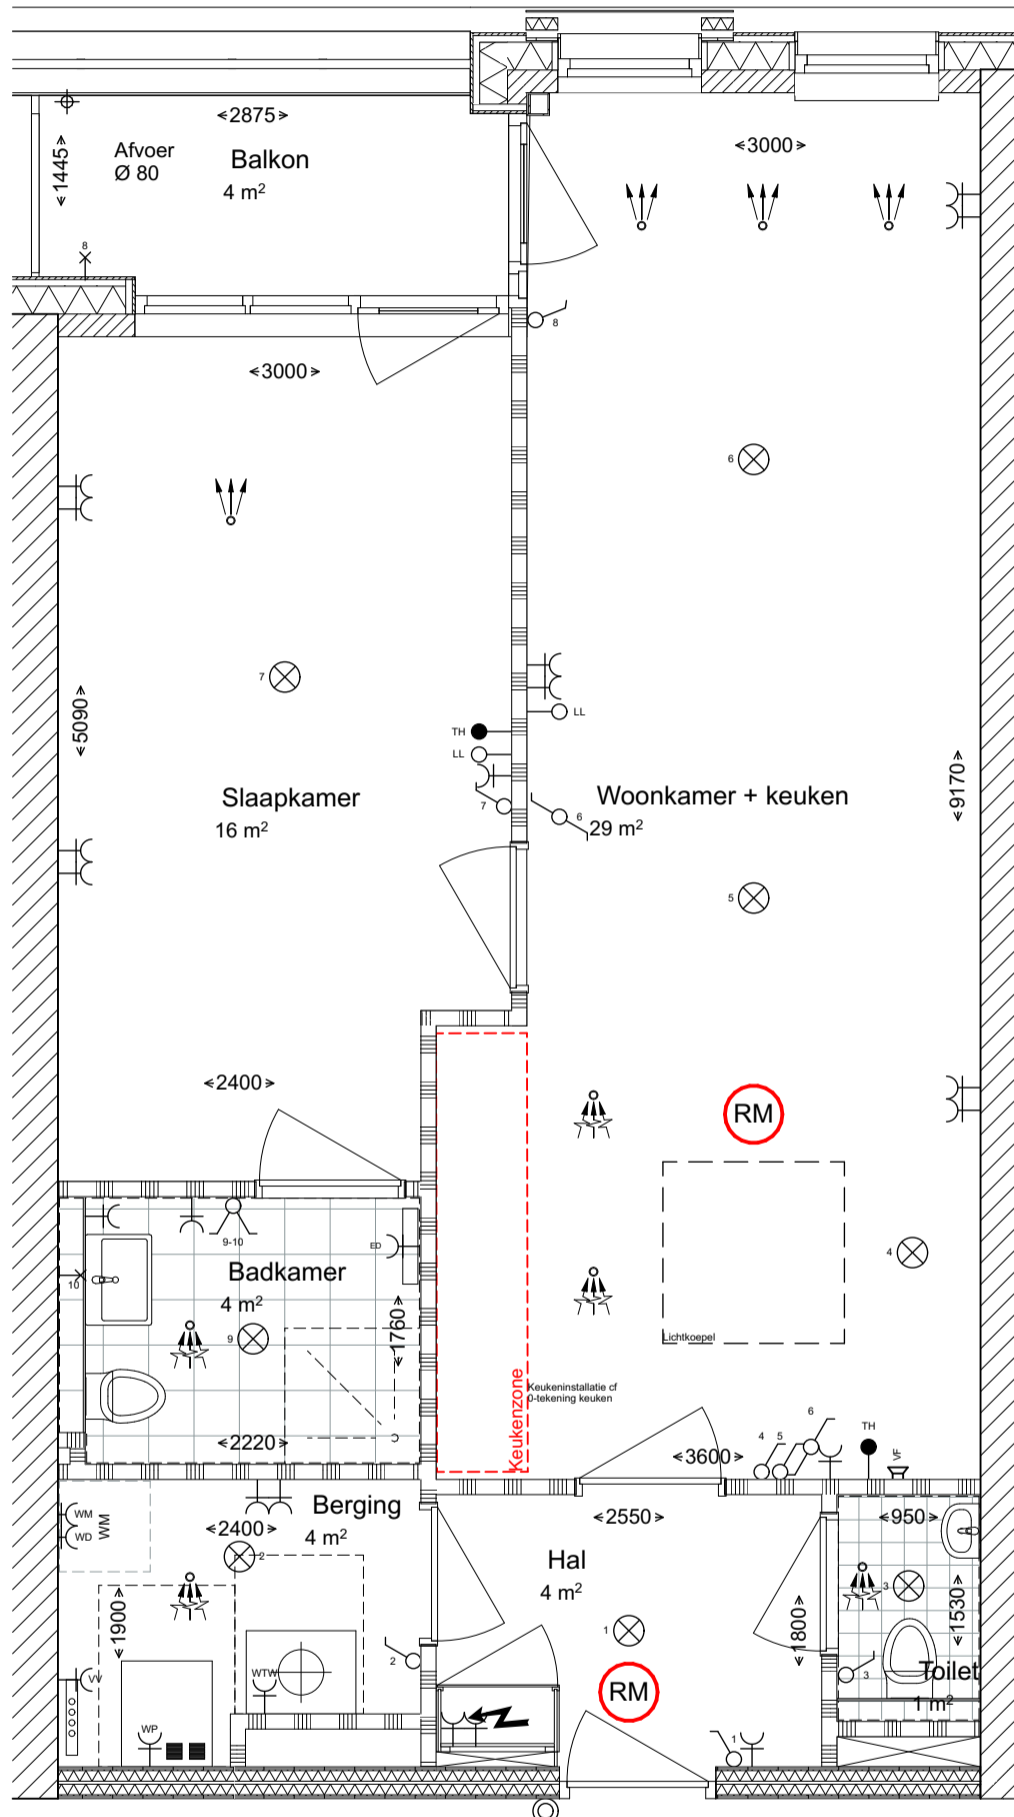 <2875>
<1445>
Afvoer
Ø 80
Balkon
4 m²
<3000>
8
8
<3000>
6
7
<5090>
TH
LL
LL
7
6
Slaapkamer
16 m²
Woonkamer + keuken
29 m²
<9170>
5
<2400>
RM
9-10
ED
Badkamer
4 m²
10
9
<1760>
4
Lichtkoepel
Keukenzone
Keukeninstallatie cf
0-tekening keuken
<2220>
4
5
6
TH
VF
<3600>
WM
WD
WM
Berging
4 m²
<2400>
2
<2550>
<950>
Hal
4 m²
<1900>
1
<1800>
3
<1530>
2
3
Toilet
1 m²
VV
WTW
RM
WP
1